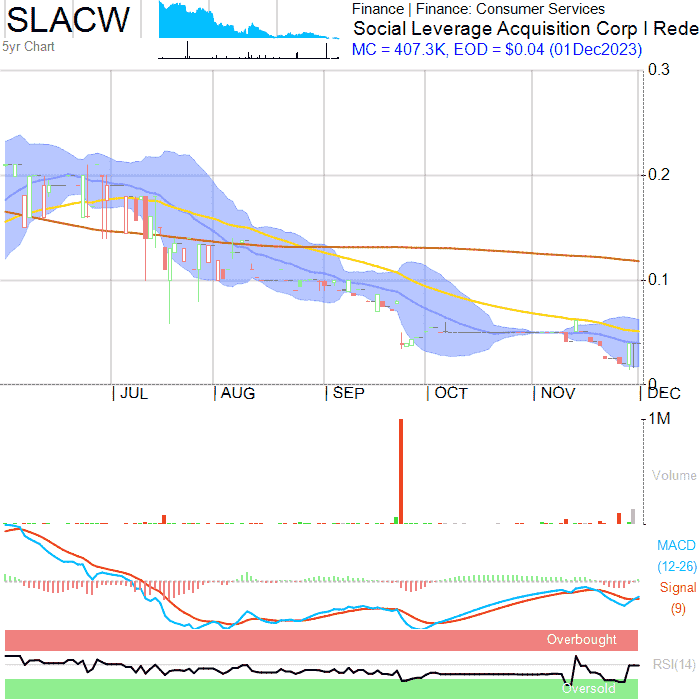 SLACW
5yr Chart
Finance | Finance: Consumer Services
Social Leverage Acquisition Corp I Rede
MC = 407.3K, EOD = $0.04 (01Dec2023)
0.3
0.2
0.1
0
JUL AUG SEP OCT NOV DEC
1M
Volume
MACD
(12-26)
Signal
(9)
Overbought
RSI(14)
Oversold